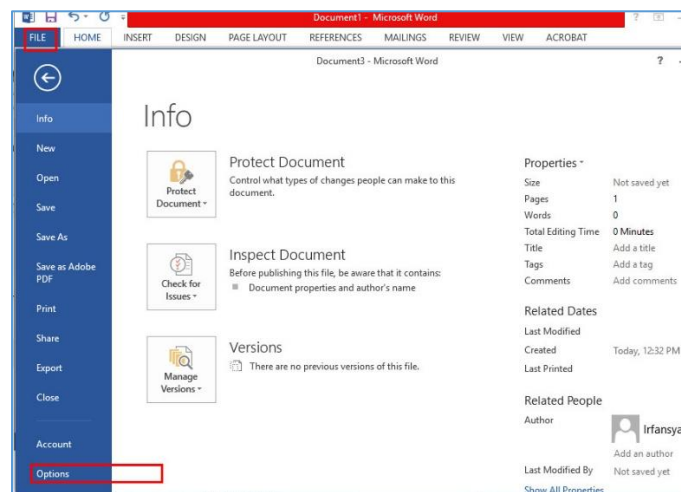 Document1 - Microsoft Word
?
FILE HOME INSERT DESIGN PAGE LAYOUT REFERENCES MAILINGS REVIEW VIEW ACROBAT
Document3 - Microsoft Word
?
Info
New
Open
Save
Save As
Save as Adobe
PDF
Print
Share
Export
Close
Account
Options
Info
Protect
Document
Protect Document
Control what types of changes people can make to this
document.
Check for
Issues
Inspect Document
Before publishing this file, be aware that it contains:
Document properties and author's name
Manage
Versions
Versions
There are no previous versions of this file.
Properties
Size Not saved yet
Pages 1
Words 0
Total Editing Time 0 Minutes
Title Add a title
Tags Add a tag
Comments Add comments
Related Dates
Last Modified
Created Today, 12:32 PM
Last Printed
Related People
Author
Irfansya
Add an author
Last Modified By Not saved yet
Show All Properties